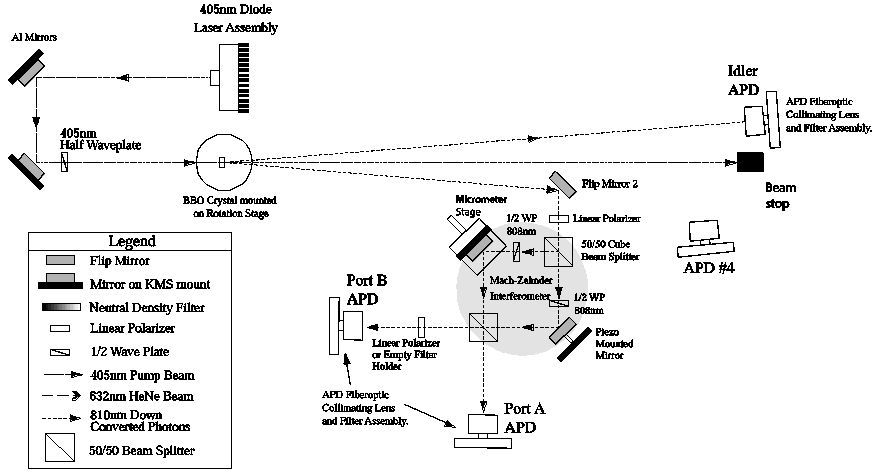 405nm Diode
Laser Assembly
Al Mirrors
405nm
Half Waveplate
BBO Crystal mounted
on Rotation Stage
Idler
APD
APD Fiberoptic
Collimating Lens
and Filter Assembly.
Beam
stop
Flip Mirror 2
Micrometer
Stage
1/2 WP
808nm
Linear Polarizer
50/50 Cube
Beam Splitter
APD #4
Mach-Zehnder
Interferometer
1/2 WP
808nm
Piezo
Mounted
Mirror
Port B
APD
Linear Polarizer
or Empty Filter
Holder
APD Fiberoptic
Collimating Lens
and Filter Assembly.
Port A
APD
Legend
Flip Mirror
Mirror on KMS mount
Neutral Density Filter
Linear Polarizer
1/2 Wave Plate
405nm Pump Beam
632nm HeNe Beam
810nm Down
Converted Photons
50/50 Beam Splitter